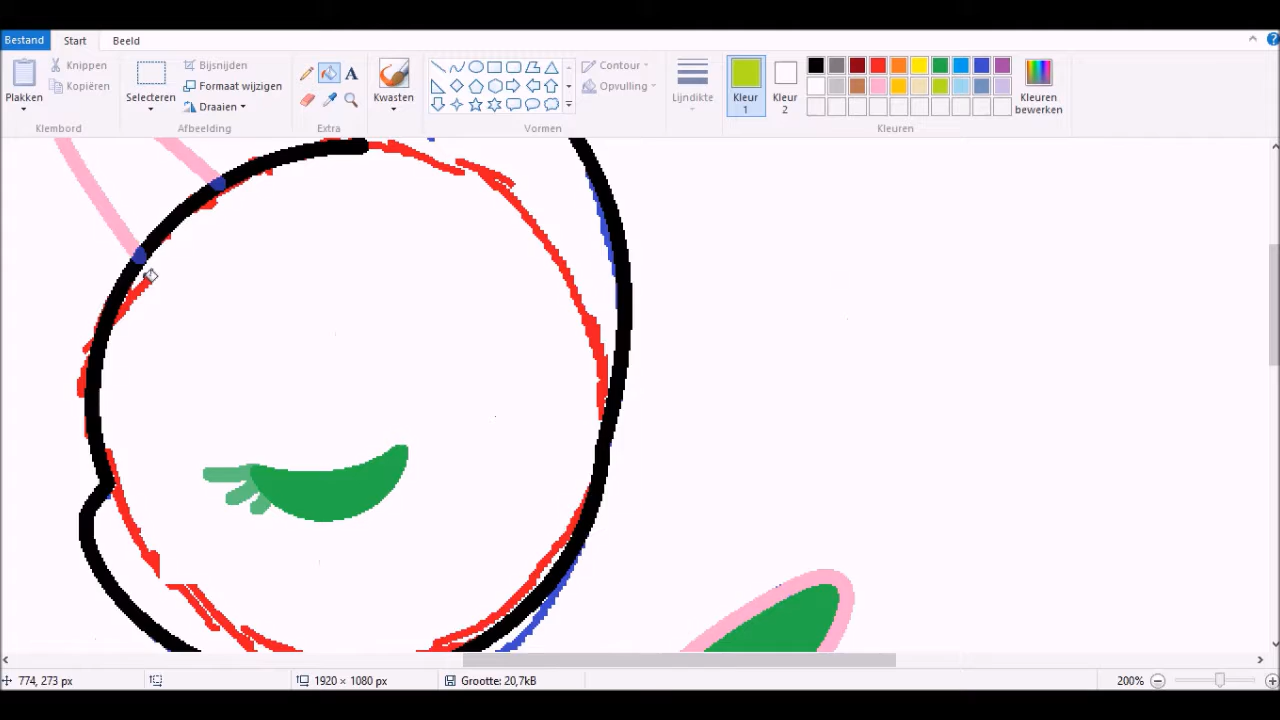 Bestand Start Beeld
Plakken Knippen Kopiëren Selecteren Bijsnijden Formaat wijzigen Draaien A Kwasten Contour Opvulling Lijndikte Kleur 1 Kleur 2 Kleuren bewerken
Klembord Afbeelding Extra Vormen Kleuren
774, 273 px 1920 × 1080 px Grootte: 20,7kB 200%